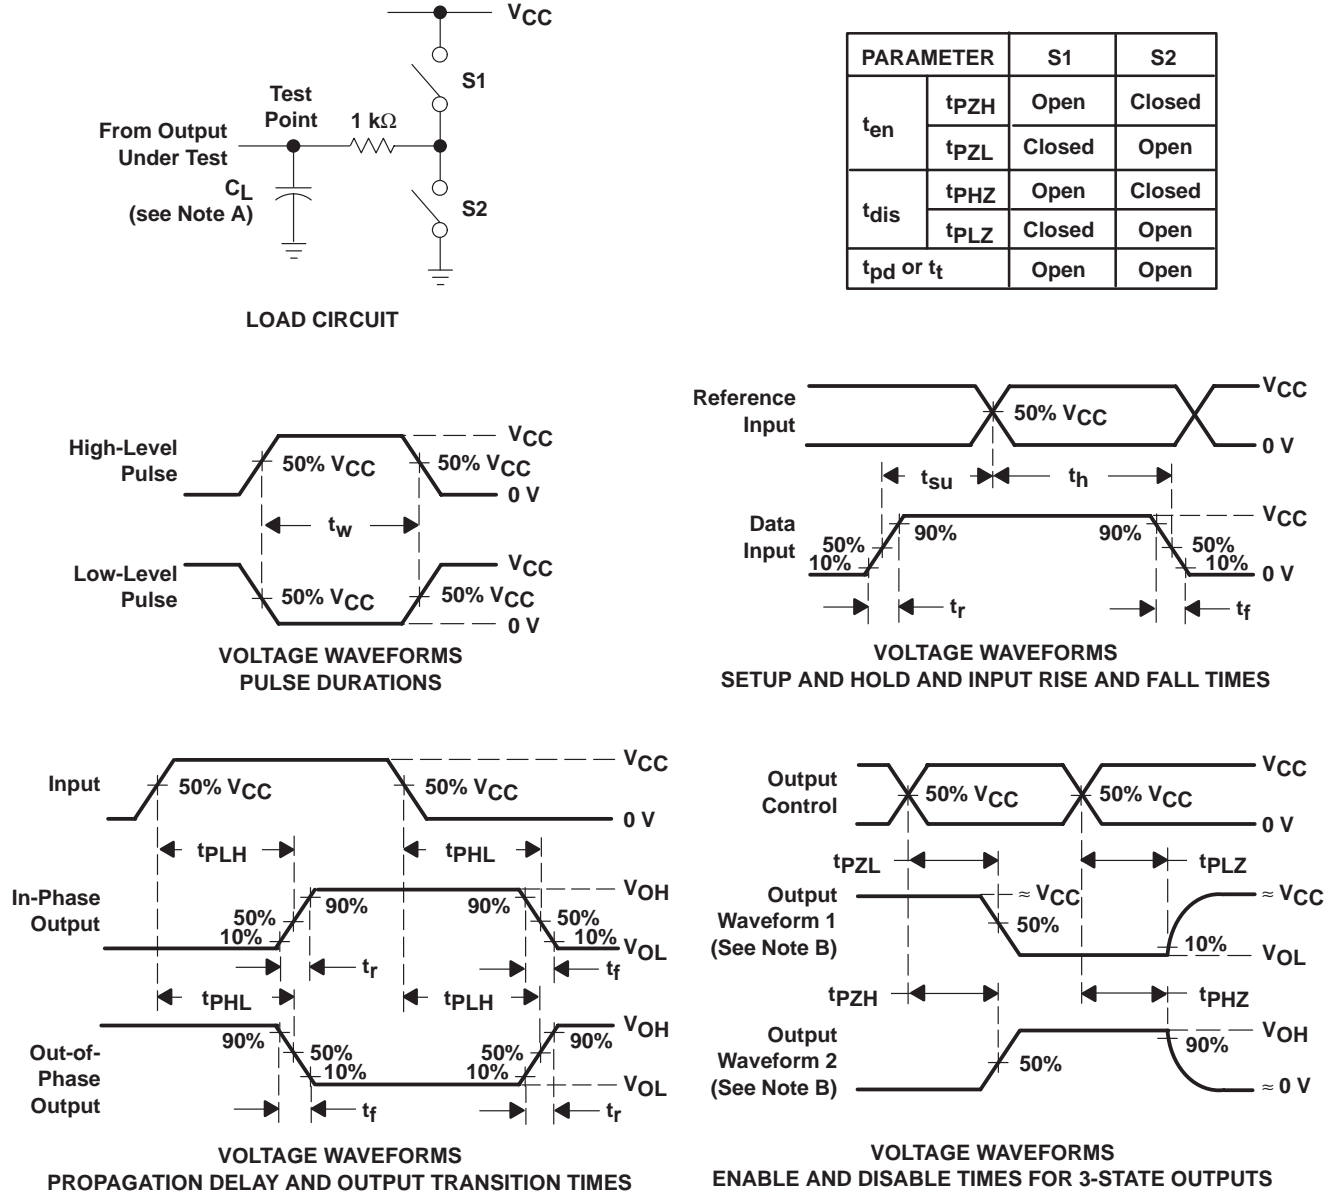 VCC
S1
Test
Point
1 kΩ
From Output
Under Test
CL
(see Note A)
S2
LOAD CIRCUIT
PARAMETER S1 S2
ten tPZH Open Closed
tPZL Closed Open
tdis tPHZ Open Closed
tPLZ Closed Open
tpd or tt Open Open
High-Level
Pulse
50% VCC
VCC
50% VCC
0 V
tw
Low-Level
Pulse
50% VCC
VCC
50% VCC
0 V
VOLTAGE WAVEFORMS
PULSE DURATIONS
Reference
Input
50% VCC
VCC
0 V
tsu
th
Data
Input
50%
10%
90%
90%
VCC
50%
10%
0 V
tr
tf
VOLTAGE WAVEFORMS
SETUP AND HOLD AND INPUT RISE AND FALL TIMES
Input
50% VCC
50% VCC
VCC
0 V
tPLH
tPHL
In-Phase
Output
50%
10%
90%
90%
VOH
50%
10%
VOL
tr
tf
tPHL
tPLH
Out-of-
Phase
Output
90%
50%
10%
50%
10%
VOH
90%
VOL
tf
tr
VOLTAGE WAVEFORMS
PROPAGATION DELAY AND OUTPUT TRANSITION TIMES
Output
Control
50% VCC
50% VCC
VCC
0 V
tPZL
tPLZ
Output
Waveform 1
(See Note B)
≈ VCC
50%
≈ VCC
10%
VOL
tPZH
tPHZ
Output
Waveform 2
(See Note B)
50%
VOH
90%
≈ 0 V
VOLTAGE WAVEFORMS
ENABLE AND DISABLE TIMES FOR 3-STATE OUTPUTS